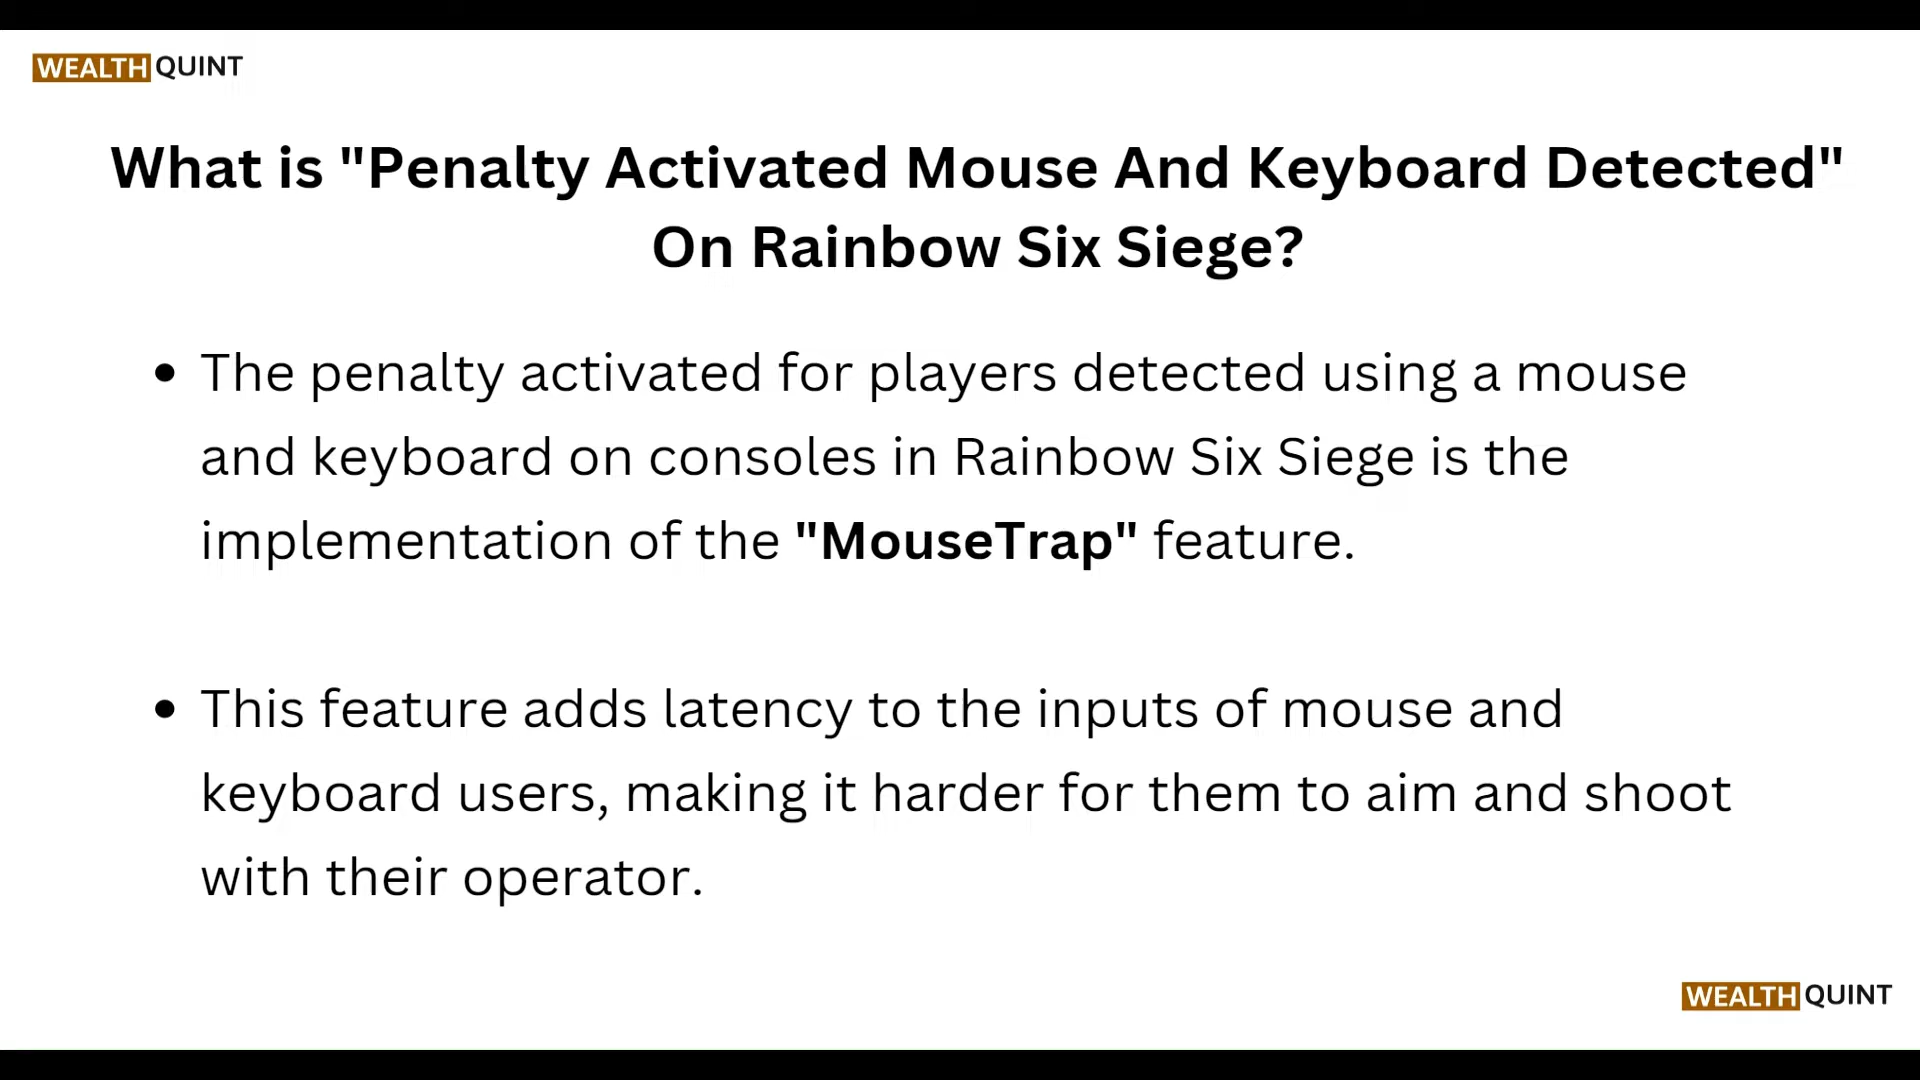 WEALTH QUINT
What is "Penalty Activated Mouse And Keyboard Detected"
On Rainbow Six Siege?
• The penalty activated for players detected using a mouse
and keyboard on consoles in Rainbow Six Siege is the
implementation of the "MouseTrap" feature.
• This feature adds latency to the inputs of mouse and
keyboard users, making it harder for them to aim and shoot
with their operator.
WEALTH QUINT